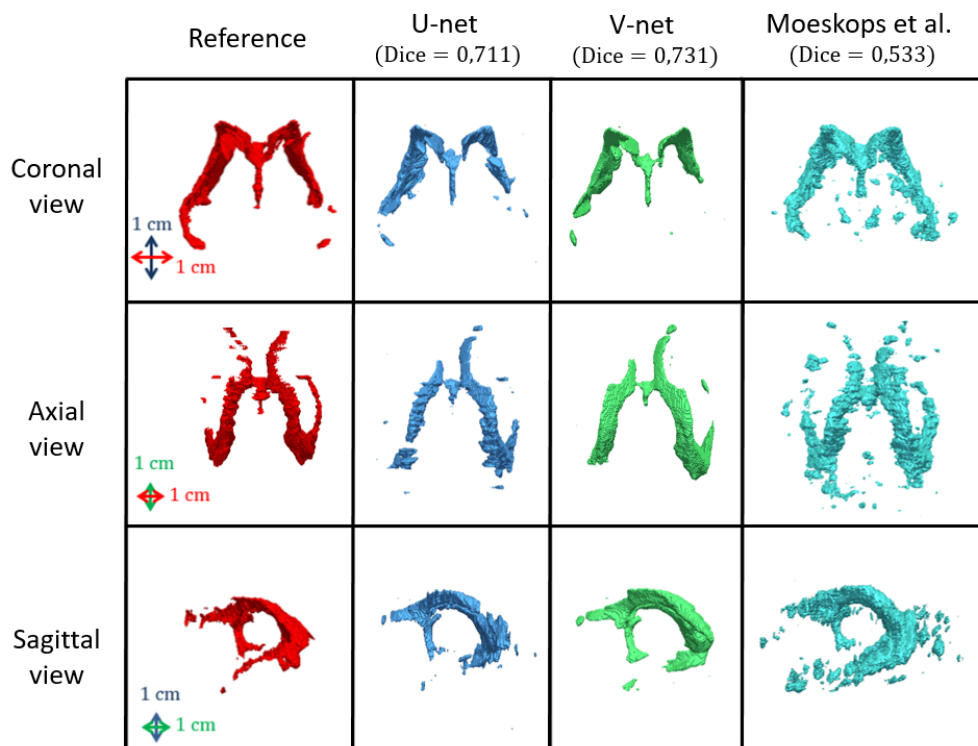 Reference
U-net
(Dice = 0,711)
V-net
(Dice = 0,731)
Moeskops et al.
(Dice = 0,533)
Coronal
view
1 cm
1 cm
Axial
view
1 cm
1 cm
Sagittal
view
1 cm
1 cm